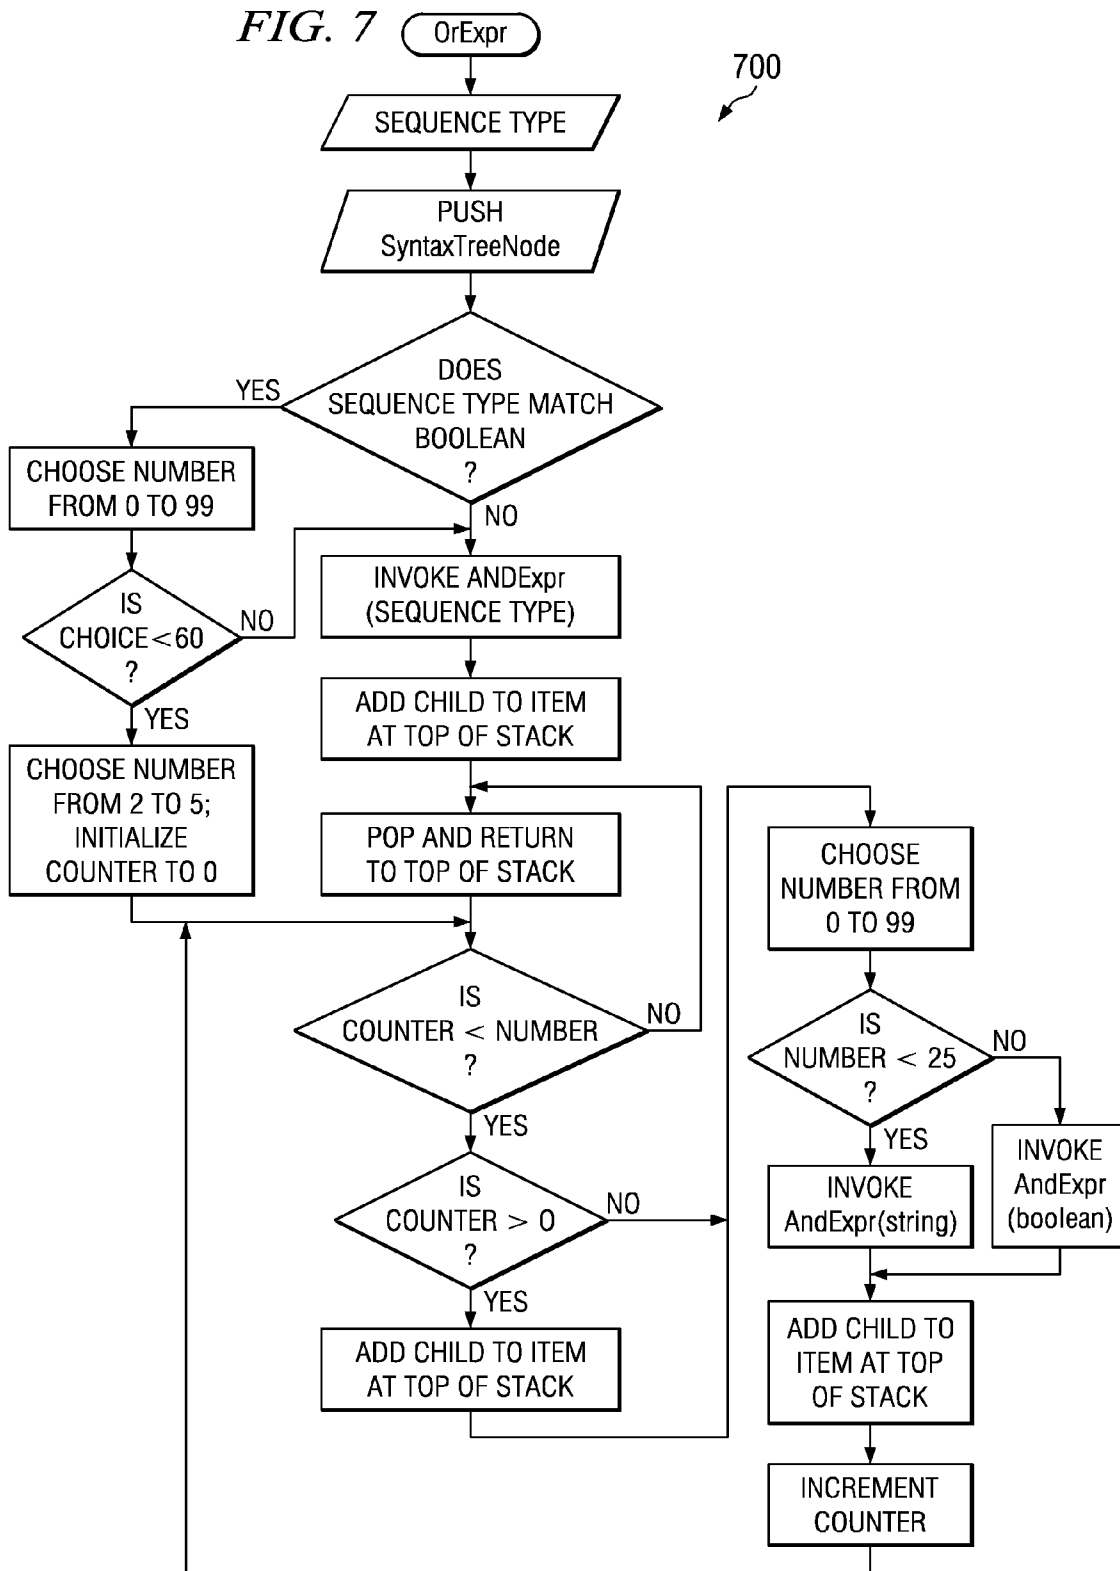 FIG. 7
OrExpr
700
SEQUENCE TYPE
PUSH
SyntaxTreeNode
DOES
SEQUENCE TYPE MATCH
BOOLEAN
?
YES
NO
CHOOSE NUMBER
FROM 0 TO 99
IS
CHOICE<60
?
NO
YES
CHOOSE NUMBER
FROM 2 TO 5;
INITIALIZE
COUNTER TO 0
INVOKE ANDExpr
(SEQUENCE TYPE)
ADD CHILD TO ITEM
AT TOP OF STACK
POP AND RETURN
TO TOP OF STACK
IS
COUNTER < NUMBER
?
NO
YES
IS
COUNTER > 0
?
NO
YES
ADD CHILD TO ITEM
AT TOP OF STACK
CHOOSE
NUMBER FROM
0 TO 99
IS
NUMBER < 25
?
NO
YES
INVOKE
AndExpr(string)
INVOKE
AndExpr
(boolean)
ADD CHILD TO
ITEM AT TOP
OF STACK
INCREMENT
COUNTER